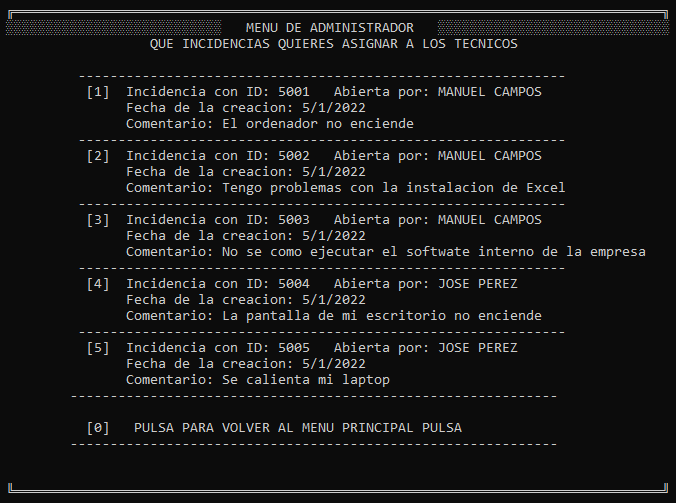 MENU DE ADMINISTRADOR
QUE INCIDENCIAS QUIERES ASIGNAR A LOS TECNICOS
-------------------------------------------------------------
[1]  Incidencia con ID: 5001   Abierta por: MANUEL CAMPOS
Fecha de la creacion: 5/1/2022
Comentario: El ordenador no enciende
-------------------------------------------------------------
[2]  Incidencia con ID: 5002   Abierta por: MANUEL CAMPOS
Fecha de la creacion: 5/1/2022
Comentario: Tengo problemas con la instalacion de Excel
-------------------------------------------------------------
[3]  Incidencia con ID: 5003   Abierta por: MANUEL CAMPOS
Fecha de la creacion: 5/1/2022
Comentario: No se como ejecutar el softwate interno de la empresa
-------------------------------------------------------------
[4]  Incidencia con ID: 5004   Abierta por: JOSE PEREZ
Fecha de la creacion: 5/1/2022
Comentario: La pantalla de mi escritorio no enciende
-------------------------------------------------------------
[5]  Incidencia con ID: 5005   Abierta por: JOSE PEREZ
Fecha de la creacion: 5/1/2022
Comentario: Se calienta mi laptop
-------------------------------------------------------------
[0]   PULSA PARA VOLVER AL MENU PRINCIPAL PULSA
-------------------------------------------------------------